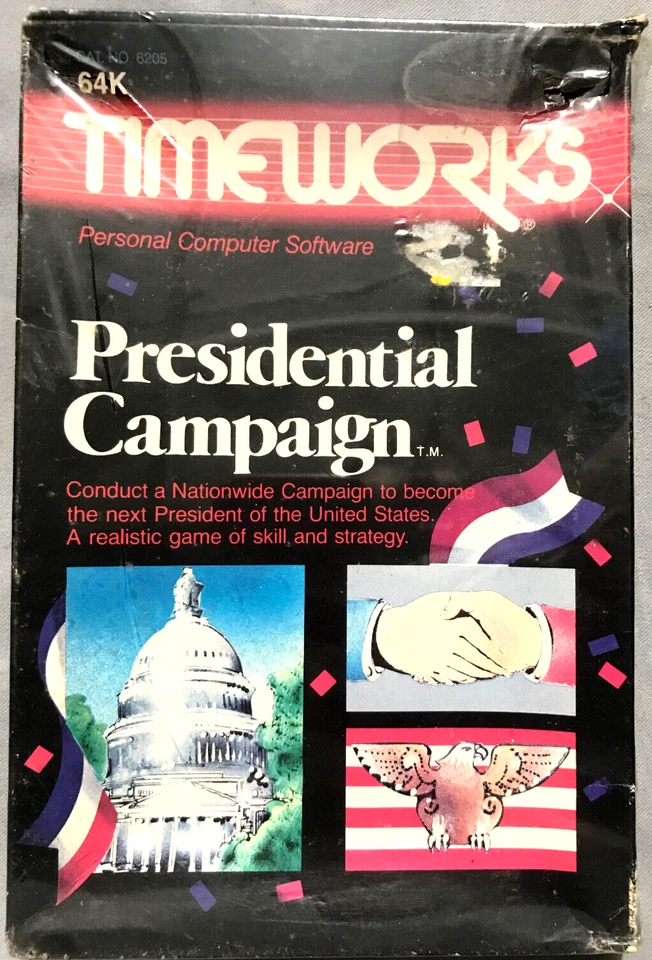 CAT. NO. 6205
64K
TIMEWORKS®
Personal Computer Software
Presidential
Campaign T.M.
Conduct a Nationwide Campaign to become
the next President of the United States.
A realistic game of skill and strategy.